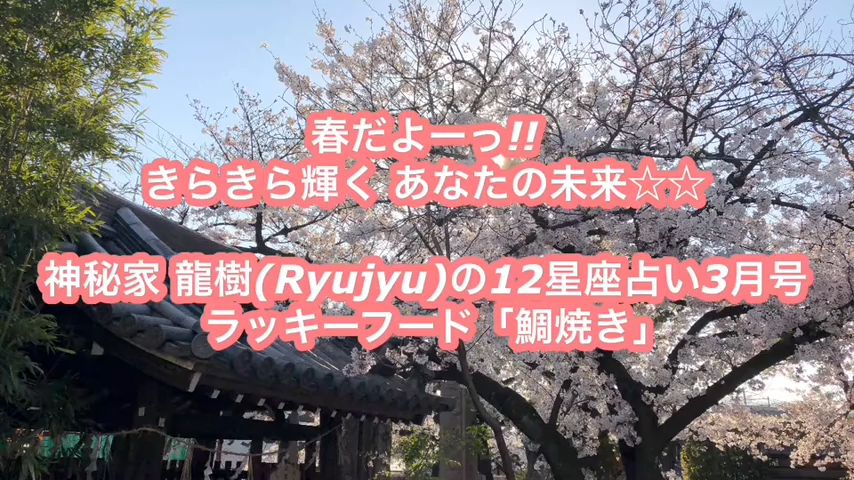 春だよーっ!!
きらきら輝く あなたの未来☆☆
神秘家 龍樹(Ryujyu)の12星座占い3月号
ラッキーフード「鯛焼き」